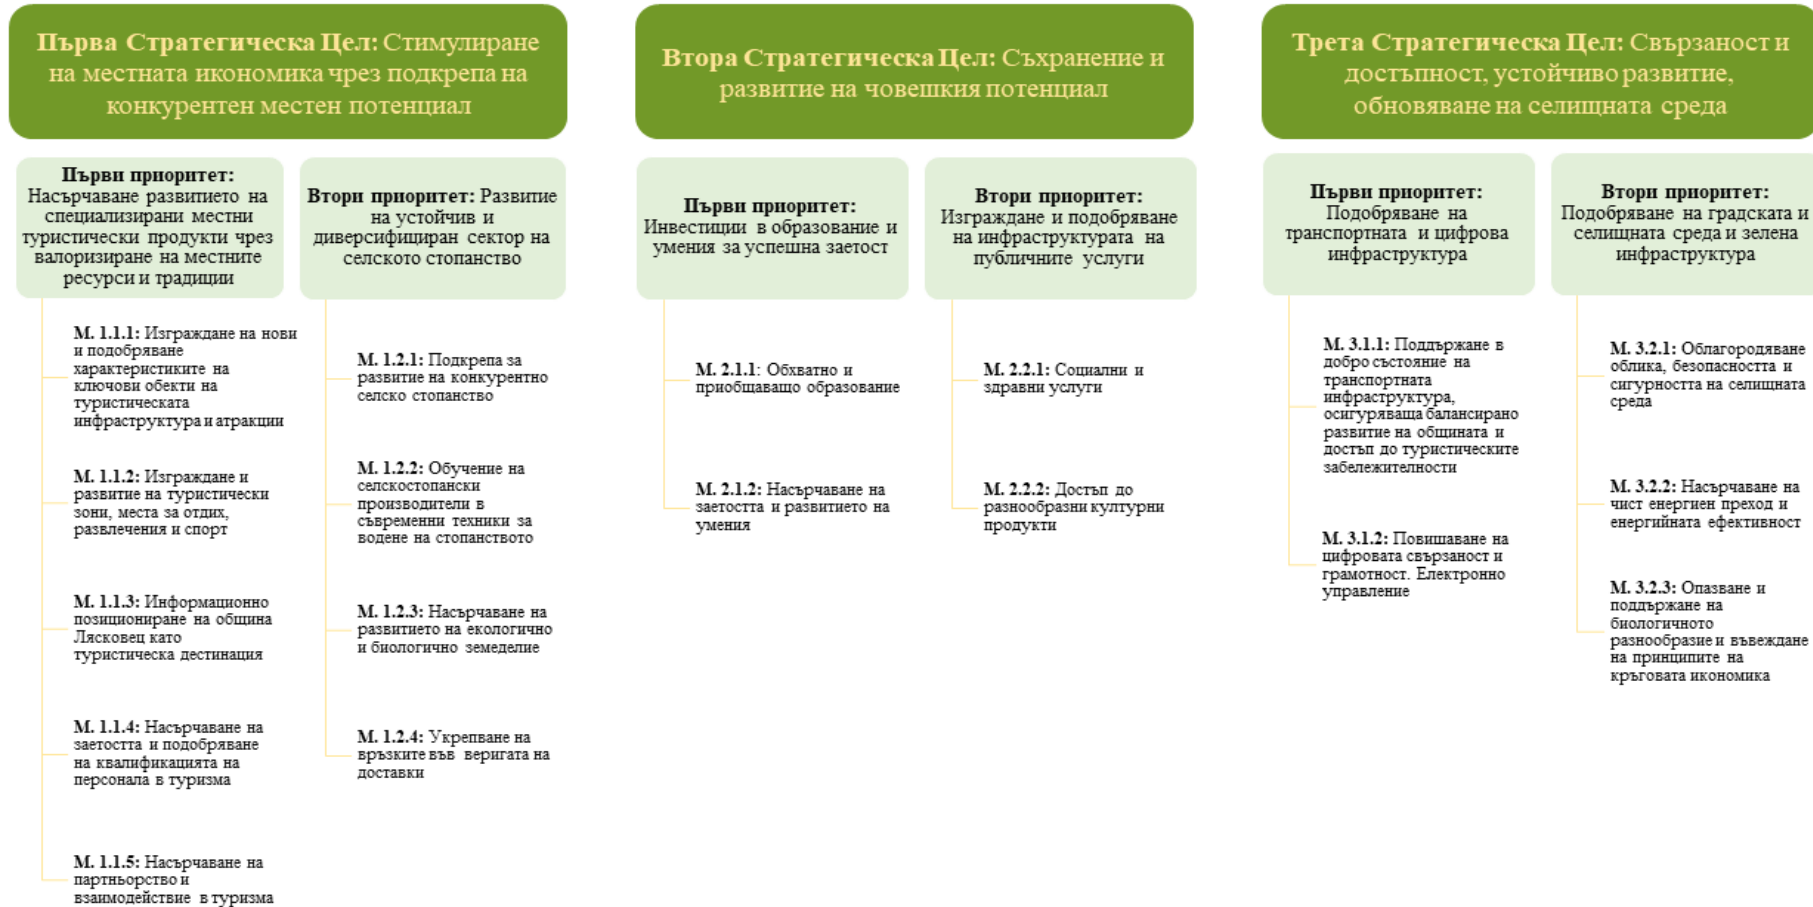 Първа Стратегическа Цел: Стимулиране
на местната икономика чрез подкрепа на
конкурентен местен потенциал
Първи приоритет:
Насърчаване развитието на
специализирани местни
туристически продукти чрез
валоризиране на местните
ресурси и традиции
М. 1.1.1: Изграждане на нови
и подобряване
характеристиките на
ключови обекти на
туристическата
инфраструктура и атракции
М. 1.1.2: Изграждане и
развитие на туристически
зони, места за отдих,
развлечения и спорт
М. 1.1.3: Информационно
позициониране на община
Лясковец като
туристическа дестинация
М. 1.1.4: Насърчаване на
заетостта и подобряване
на квалификацията на
персонала в туризма
М. 1.1.5: Насърчаване на
партньорство и
взаимодействие в туризма
Втори приоритет: Развитие
на устойчив и
диверсифициран сектор на
селското стопанство
М. 1.2.1: Подкрепа за
развитие на конкурентно
селско стопанство
М. 1.2.2: Обучение на
селскостопански
производители в
съвременни техники за
водене на стопанството
М. 1.2.3: Насърчаване на
развитието на екологично
и биологично земеделие
М. 1.2.4: Укрепване на
връзките във веригата на
доставки
Втора Стратегическа Цел: Съхранение и
развитие на човешкия потенциал
Първи приоритет:
Инвестиции в образование и
умения за успешна заетост
М. 2.1.1: Обхватно и
приобщаващо образование
М. 2.1.2: Насърчаване на
заетостта и развитието на
умения
Втори приоритет:
Изграждане и подобряване
на инфраструктурата на
публичните услуги
М. 2.2.1: Социални и
здравни услуги
М. 2.2.2: Достъп до
разнообразни културни
продукти
Трета Стратегическа Цел: Свързаност и
достъпност, устойчиво развитие,
обновяване на селищната среда
Първи приоритет:
Подобряване на
транспортната и цифрова
инфраструктура
М. 3.1.1: Поддържане в
добро състояние на
транспортната
инфраструктура,
осигуряваща балансирано
развитие на общината и
достъп до туристическите
забележителности
М. 3.1.2: Повишаване на
цифровата свързаност и
грамотност. Електронно
управление
Втори приоритет:
Подобряване на градската и
селищната среда и зелена
инфраструктура
М. 3.2.1: Облагородяване
облика, безопасността и
сигурността на селищната
среда
М. 3.2.2: Насърчаване на
чист енергиен преход и
енергийната ефективност
М. 3.2.3: Опазване и
поддържане на
биологичното
разнообразие и въвеждане
на принципите на
кръговата икономика